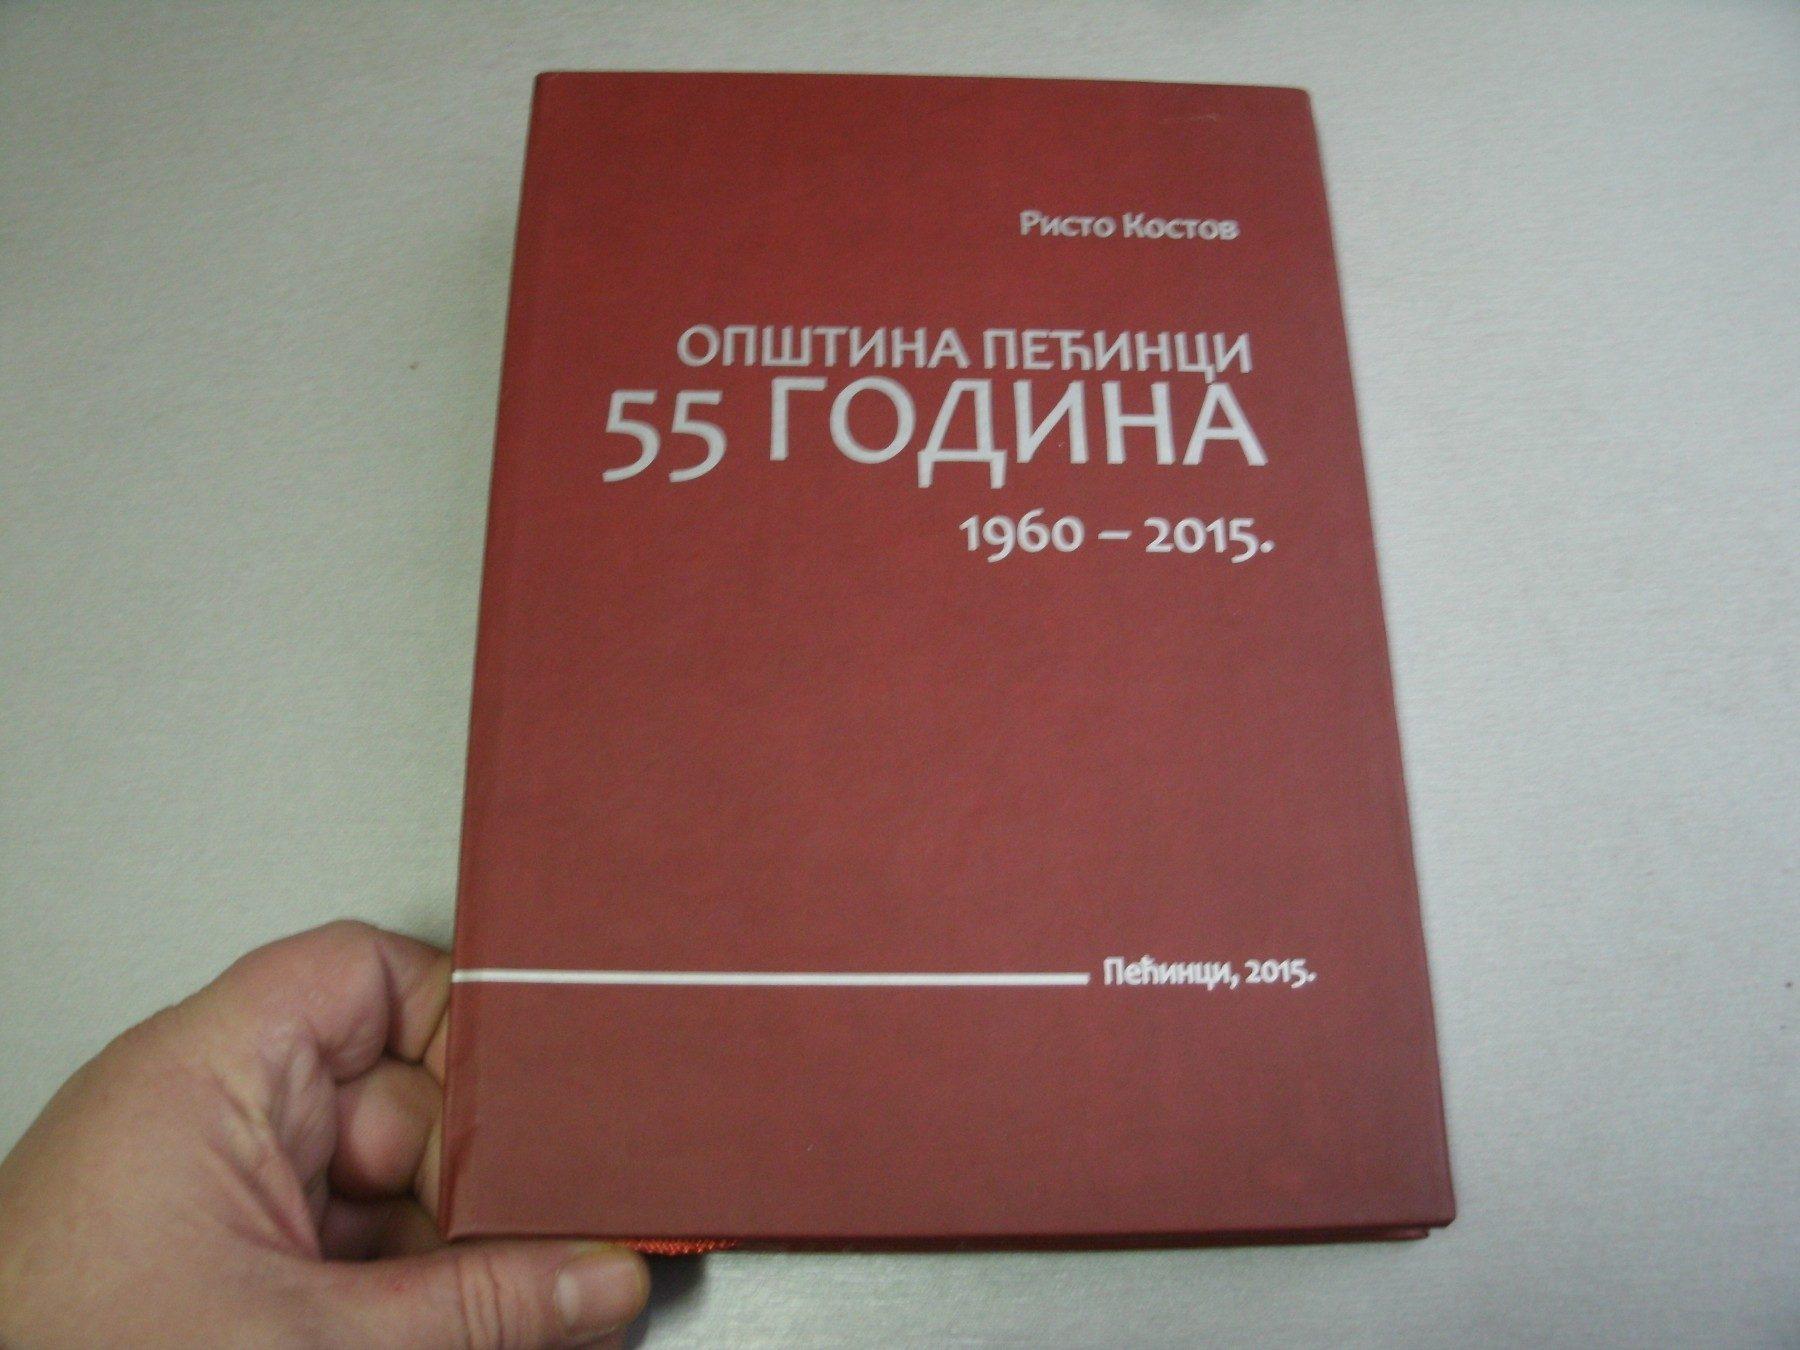 Ристо Костов
ОПШТИНА ПЕЋИНЦИ
55 ГОДИНА
1960 – 2015.
Пећинци, 2015.